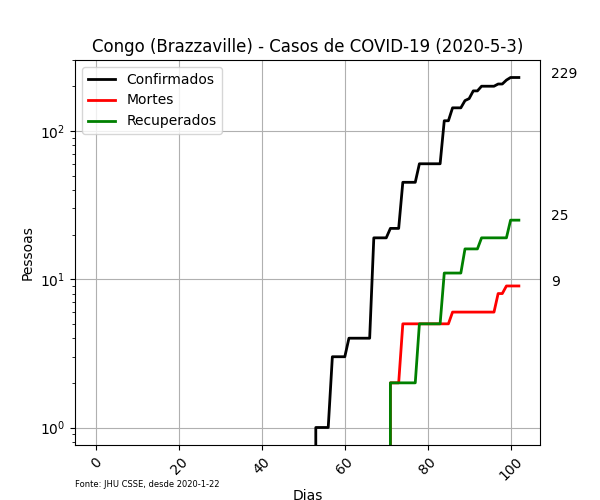 Congo (Brazzaville) - Casos de COVID-19 (2020-5-3)
Confirmados
Mortes
Recuperados
229
25
9
10²
10¹
10⁰
Pessoas
0 20 40 60 80 100
Fonte: JHU CSSE, desde 2020-1-22
Dias